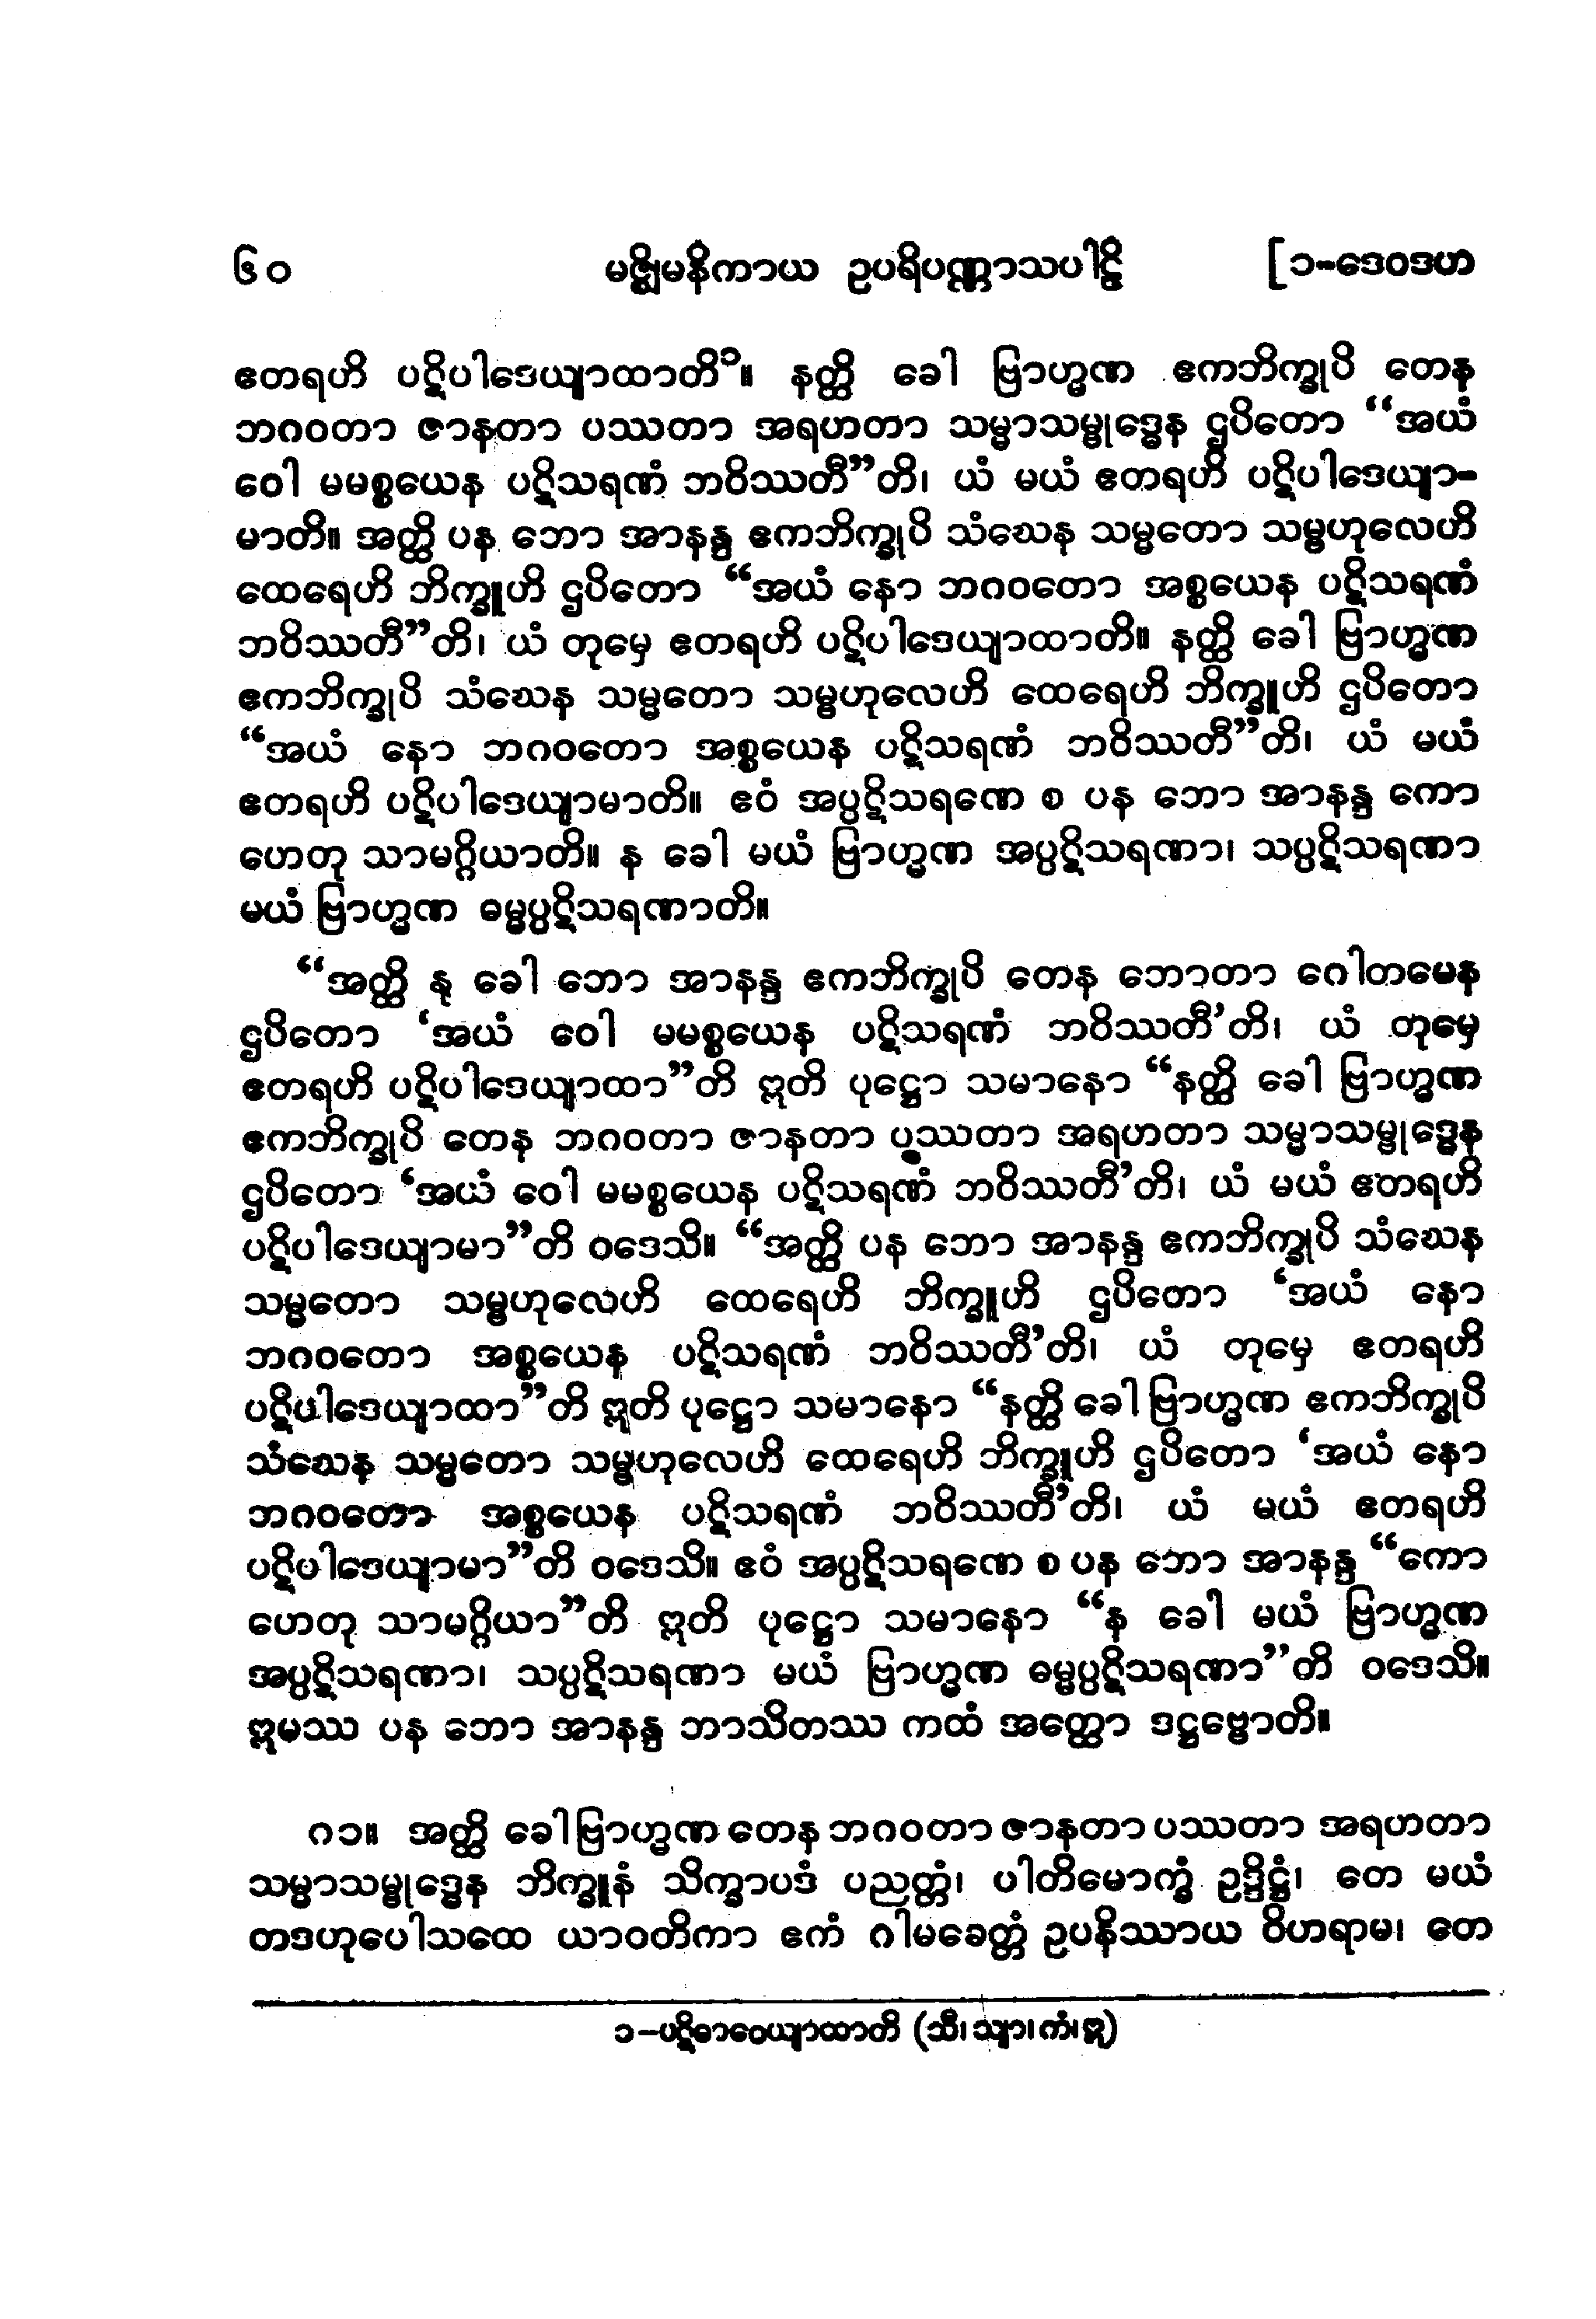 ၆၀ မဇ္ဈိမနိကာယ ဥပရိပဏ္ဏာသပါဠိ [၁-ဒေဝဒဟ
ဧတရဟိ ပဋိပါဒေယျာထာတိ၁။ နတ္ထိ ခေါ ဗြာဟ္မဏ ဧကဘိက္ခုပိ တေန
ဘဂဝတာ ဇာနတာ ပဿတာ အရဟတာ သမ္မာသမ္ဗုဒ္ဓေန ဌပိတော “အယံ
ဝေါ မမစ္စယေန ပဋိသရဏံ ဘဝိဿတီ”တိ၊ ယံ မယံ ဧတရဟိ ပဋိပါဒေယျာ-
မာတိ။ အတ္ထိ ပန ဘော အာနန္ဒ ဧကဘိက္ခုပိ သံဃေန သမ္မတော သမ္ဗဟုလေဟိ
ထေရေဟိ ဘိက္ခူဟိ ဌပိတော “အယံ နော ဘဂဝတော အစ္စယေန ပဋိသရဏံ
ဘဝိဿတီ”တိ၊ ယံ တုမှေ ဧတရဟိ ပဋိပါဒေယျာထာတိ။ နတ္ထိ ခေါ ဗြာဟ္မဏ
ဧကဘိက္ခုပိ သံဃေန သမ္မတော သမ္ဗဟုလေဟိ ထေရေဟိ ဘိက္ခူဟိ ဌပိတော
“အယံ နော ဘဂဝတော အစ္စယေန ပဋိသရဏံ ဘဝိဿတီ”တိ၊ ယံ မယံ
ဧတရဟိ ပဋိပါဒေယျာမာတိ။ ဧဝံ အပ္ပဋိသရဏေ စ ပန ဘော အာနန္ဒ ကော
ဟေတု သာမဂ္ဂိယာတိ။ န ခေါ မယံ ဗြာဟ္မဏ အပ္ပဋိသရဏာ၊ သပ္ပဋိသရဏာ
မယံ ဗြာဟ္မဏ ဓမ္မပ္ပဋိသရဏာတိ။
“အတ္ထိ နု ခေါ ဘော အာနန္ဒ ဧကဘိက္ခုပိ တေန ဘောတာ ဂေါတမေန
ဌပိတော ‘အယံ ဝေါ မမစ္စယေန ပဋိသရဏံ ဘဝိဿတီ’တိ၊ ယံ တုမှေ
ဧတရဟိ ပဋိပါဒေယျာထာ”တိ ဣတိ ပုဋ္ဌော သမာနော “နတ္ထိ ခေါ ဗြာဟ္မဏ
ဧကဘိက္ခုပိ တေန ဘဂဝတာ ဇာနတာ ပဿတာ အရဟတာ သမ္မာသမ္ဗုဒ္ဓေန
ဌပိတော ‘အယံ ဝေါ မမစ္စယေန ပဋိသရဏံ ဘဝိဿတီ’တိ၊ ယံ မယံ ဧတရဟိ
ပဋိပါဒေယျာမာ”တိ ဝဒေသိ။ “အတ္ထိ ပန ဘော အာနန္ဒ ဧကဘိက္ခုပိ သံဃေန
သမ္မတော သမ္ဗဟုလေဟိ ထေရေဟိ ဘိက္ခူဟိ ဌပိတော ‘အယံ နော
ဘဂဝတော အစ္စယေန ပဋိသရဏံ ဘဝိဿတီ’တိ၊ ယံ တုမှေ ဧတရဟိ
ပဋိပါဒေယျာထာ”တိ ဣတိ ပုဋ္ဌော သမာနော “နတ္ထိ ခေါ ဗြာဟ္မဏ ဧကဘိက္ခုပိ
သံဃေန သမ္မတော သမ္ဗဟုလေဟိ ထေရေဟိ ဘိက္ခူဟိ ဌပိတော ‘အယံ နော
ဘဂဝတော အစ္စယေန ပဋိသရဏံ ဘဝိဿတီ’တိ၊ ယံ မယံ ဧတရဟိ
ပဋိပါဒေယျာမာ”တိ ဝဒေသိ။ ဧဝံ အပ္ပဋိသရဏေ စ ပန ဘော အာနန္ဒ “ကော
ဟေတု သာမဂ္ဂိယာ”တိ ဣတိ ပုဋ္ဌော သမာနော “န ခေါ မယံ ဗြာဟ္မဏ
အပ္ပဋိသရဏာ၊ သပ္ပဋိသရဏာ မယံ ဗြာဟ္မဏ ဓမ္မပ္ပဋိသရဏာ”တိ ဝဒေသိ။
ဣမဿ ပန ဘော အာနန္ဒ ဘာသိတဿ ကထံ အတ္ထော ဒဋ္ဌဗ္ဗောတိ။
၈၁။ အတ္ထိ ခေါ ဗြာဟ္မဏ တေန ဘဂဝတာ ဇာနတာ ပဿတာ အရဟတာ
သမ္မာသမ္ဗုဒ္ဓေန ဘိက္ခူနံ သိက္ခာပဒံ ပညတ္တံ၊ ပါတိမောက္ခံ ဥဒ္ဒိဋ္ဌံ၊ တေ မယံ
တဒဟုပေါသထေ ယာဝတိကာ ဧကံ ဂါမခေတ္တံ ဥပနိဿာယ ဝိဟရာမ၊ တေ
၁-ပဋိဓာဝေယျာထာတိ (သီ၊ သျာ၊ ကံ၊ ဣ)